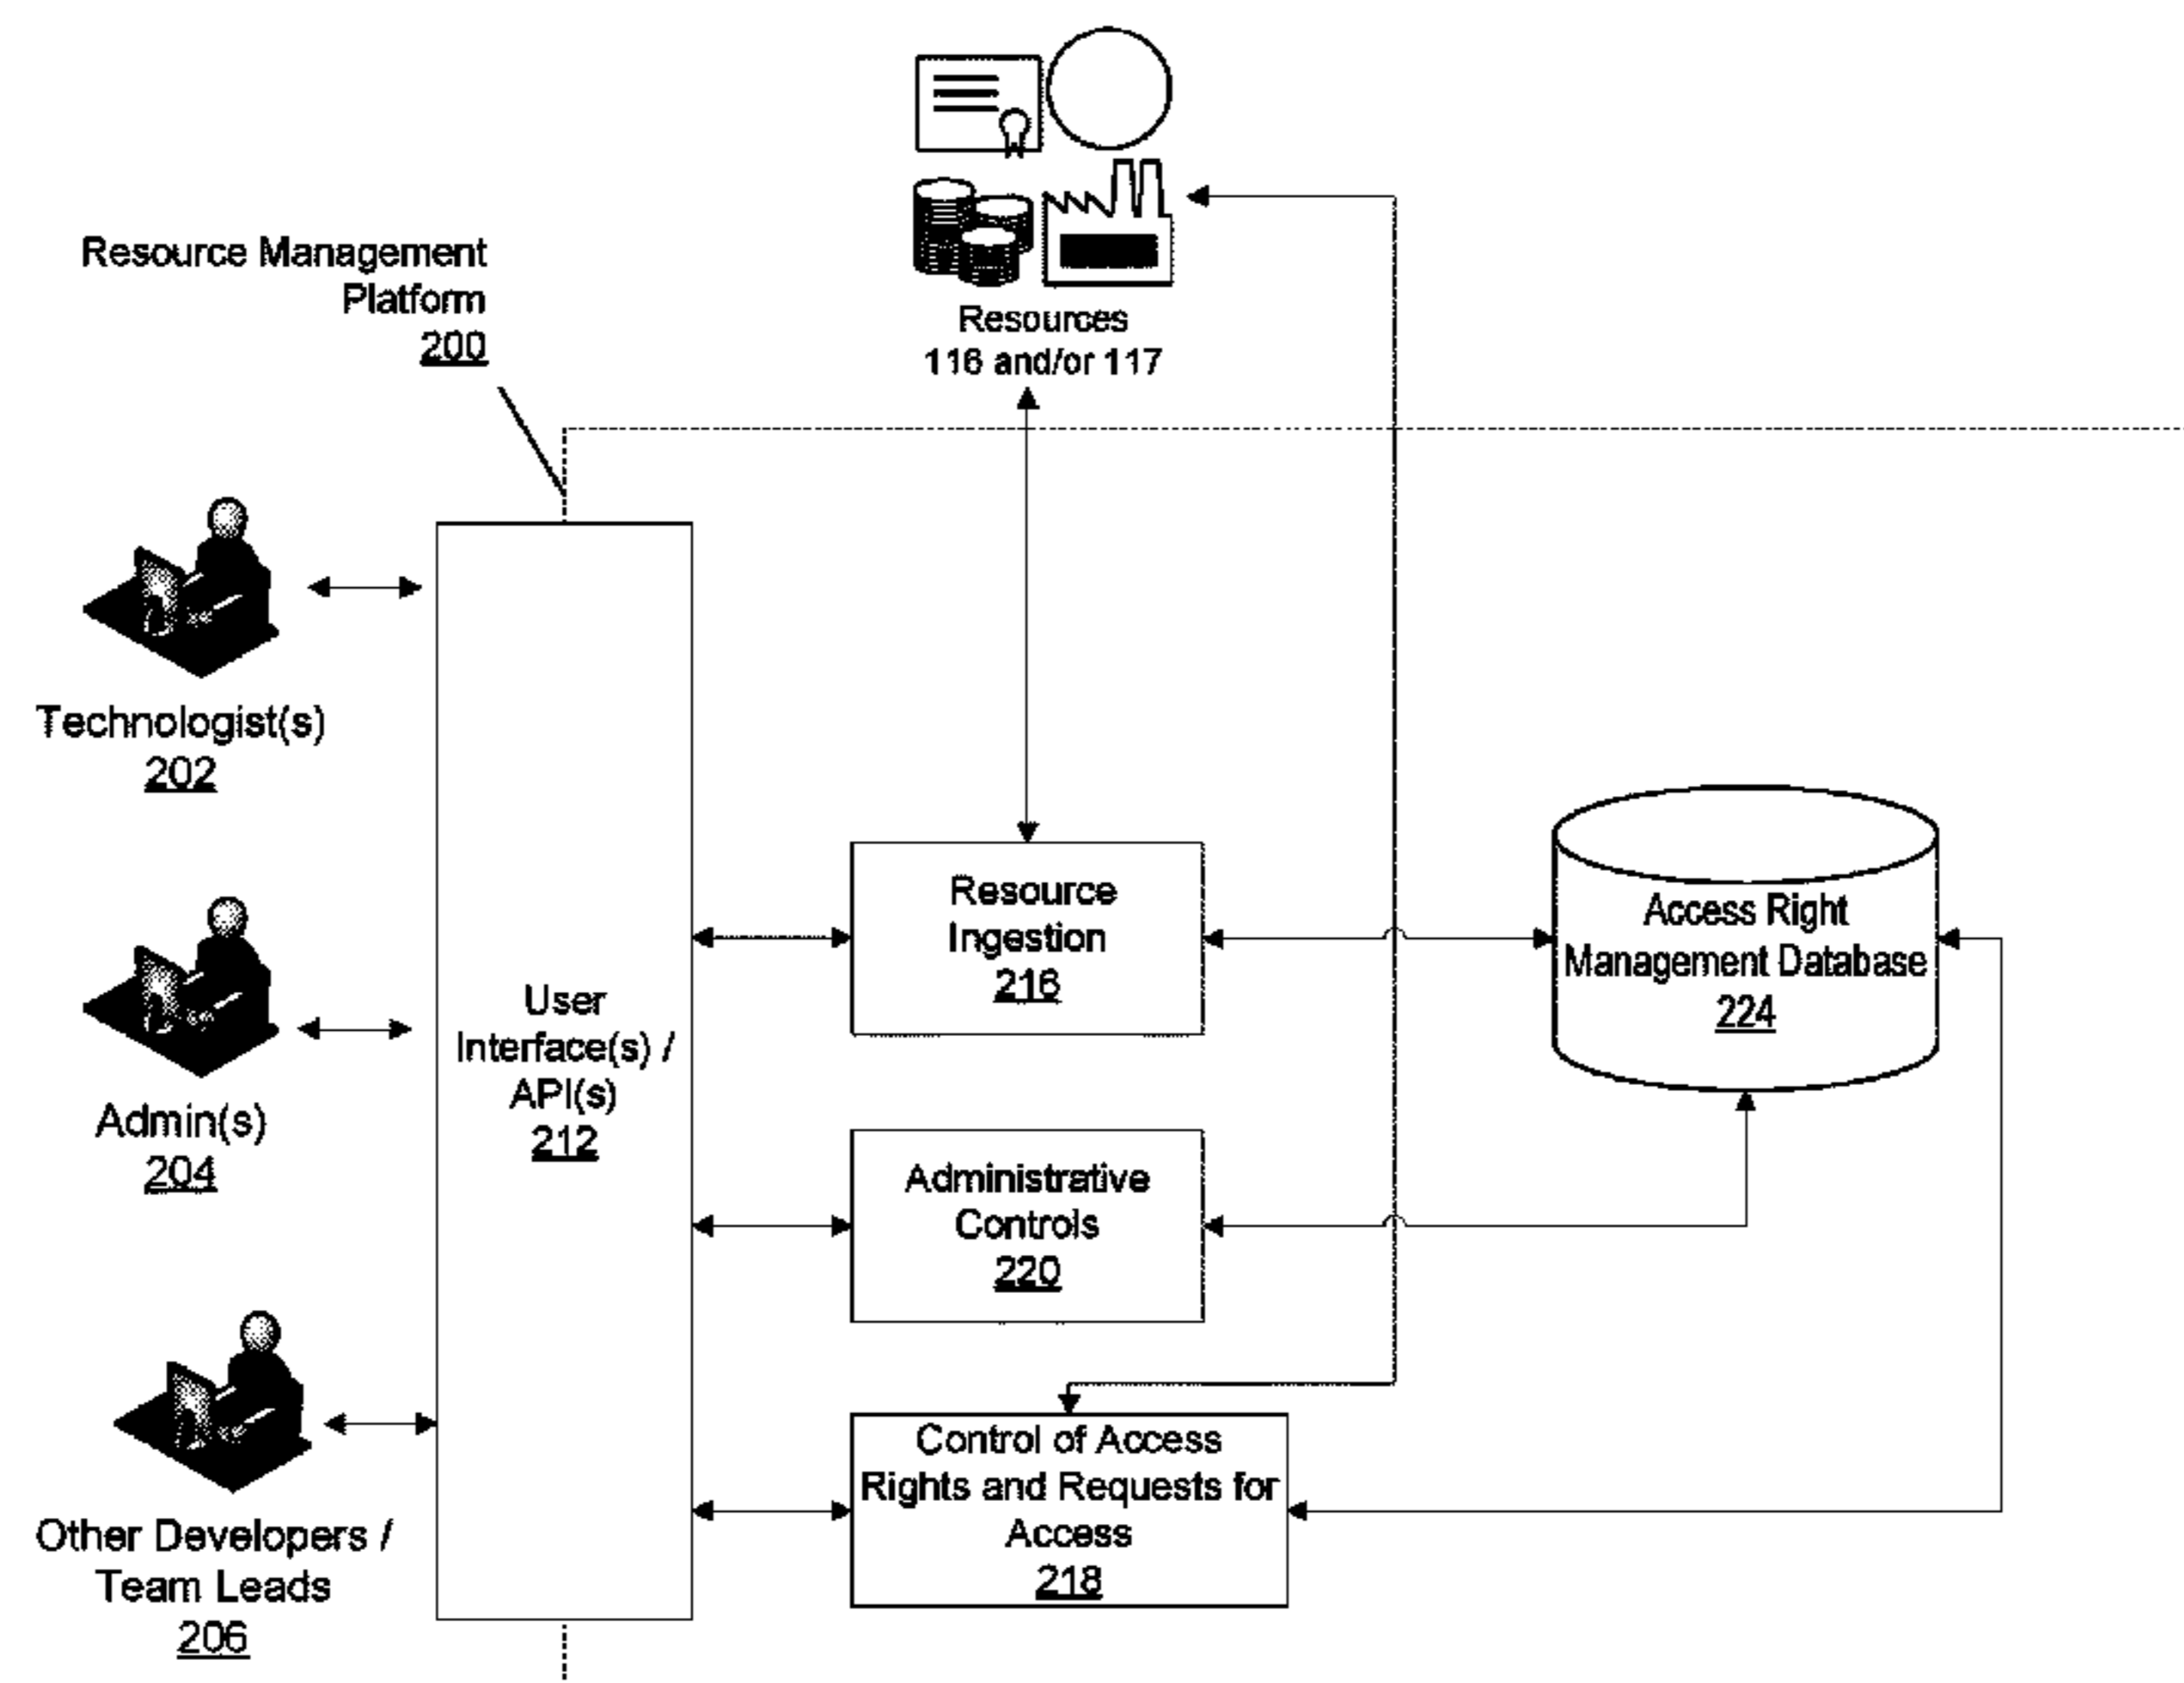 Resource Management
Platform
200
Resources
116 and/or 117
Technologist(s)
202
Admin(s)
204
Other Developers /
Team Leads
206
User
Interface(s) /
API(s)
212
Resource
Ingestion
216
Administrative
Controls
220
Control of Access
Rights and Requests for
Access
218
Access Right
Management Database
224